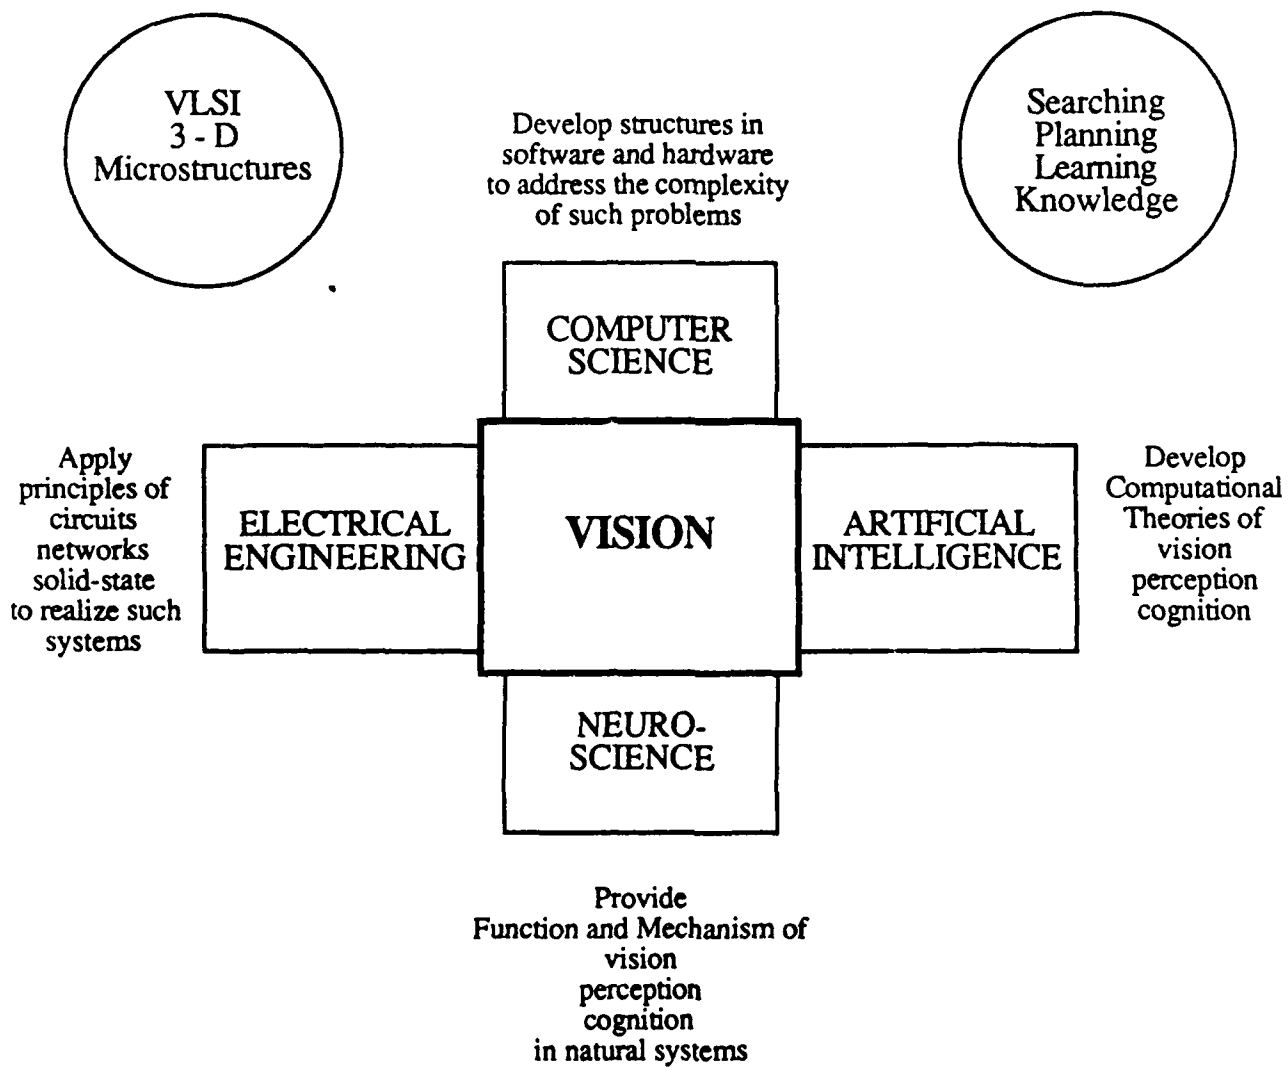 VLSI
3 - D
Microstructures
Develop structures in
software and hardware
to address the complexity
of such problems
Searching
Planning
Learning
Knowledge
COMPUTER
SCIENCE
Apply
principles of
circuits
networks
solid-state
to realize such
systems
ELECTRICAL
ENGINEERING
VISION
ARTIFICIAL
INTELLIGENCE
Develop
Computational
Theories of
vision
perception
cognition
NEURO-
SCIENCE
Provide
Function and Mechanism of
vision
perception
cognition
in natural systems